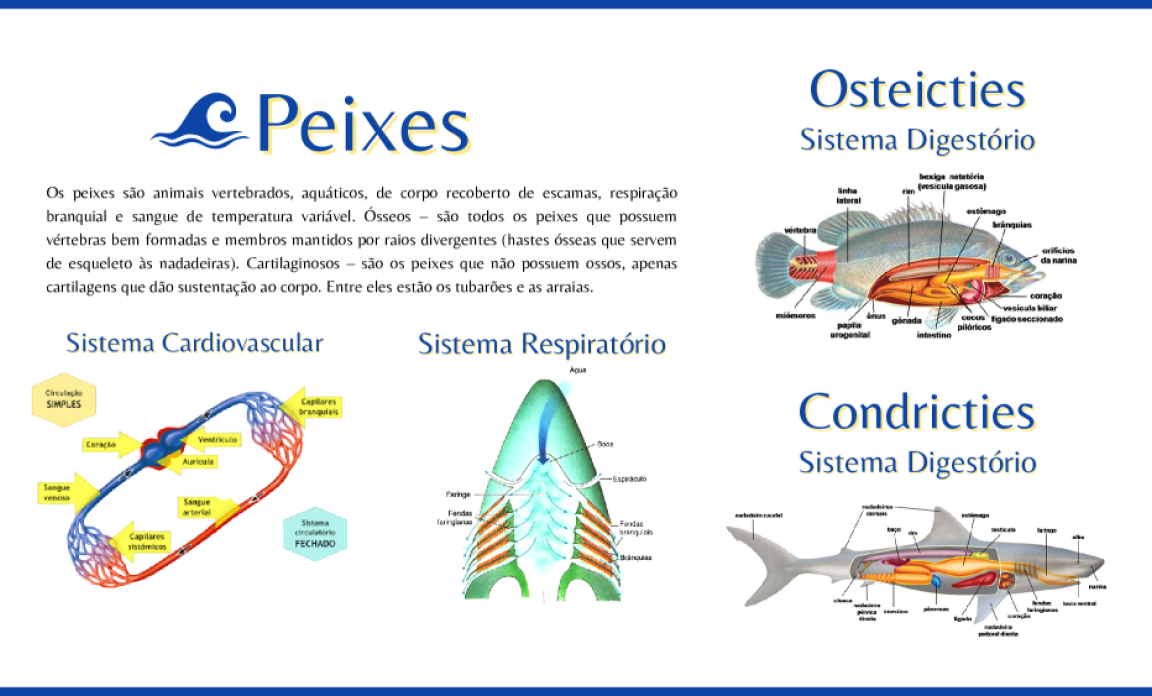 Peixes
Os peixes são animais vertebrados, aquáticos, de corpo recoberto de escamas, respiração
branquial e sangue de temperatura variável. Ósseos – são todos os peixes que possuem
vértebras bem formadas e membros mantidos por raios divergentes (hastes ósseas que servem
de esqueleto às nadadeiras). Cartilaginosos – são os peixes que não possuem ossos, apenas
cartilagens que dão sustentação ao corpo. Entre eles estão os tubarões e as arraias.
Sistema Cardiovascular
Circulação
SIMPLES
Capilares
branquiais
Coração
Ventrículo
Aurícula
Sangue
venoso
Sangue
arterial
Capilares
sistémicos
Sistema
circulatório
FECHADO
Sistema Respiratório
Água
Boca
Espiráculo
Faringe
Fendas
faringianas
Fendas
branquiais
Brânquias
Osteicties
Sistema Digestório
bexiga natatória
(vesícula gasosa)
rim
linha
lateral
estômago
brânquias
vértebra
orifícios
da narina
coração
vesícula biliar
fígado seccionado
cecos
pilóricos
miômeros
ânus
gônada
papila
urogenital
intestino
Condricties
Sistema Digestório
nadadeiras
dorsais
nadadeira caudal
estômago
baço
rim
testículo
faringe
olho
narina
boca ventral
fendas
faringianas
coração
cloaca
nadadeira
pélvica
direita
intestino
pâncreas
fígado
nadadeira
peitoral direita